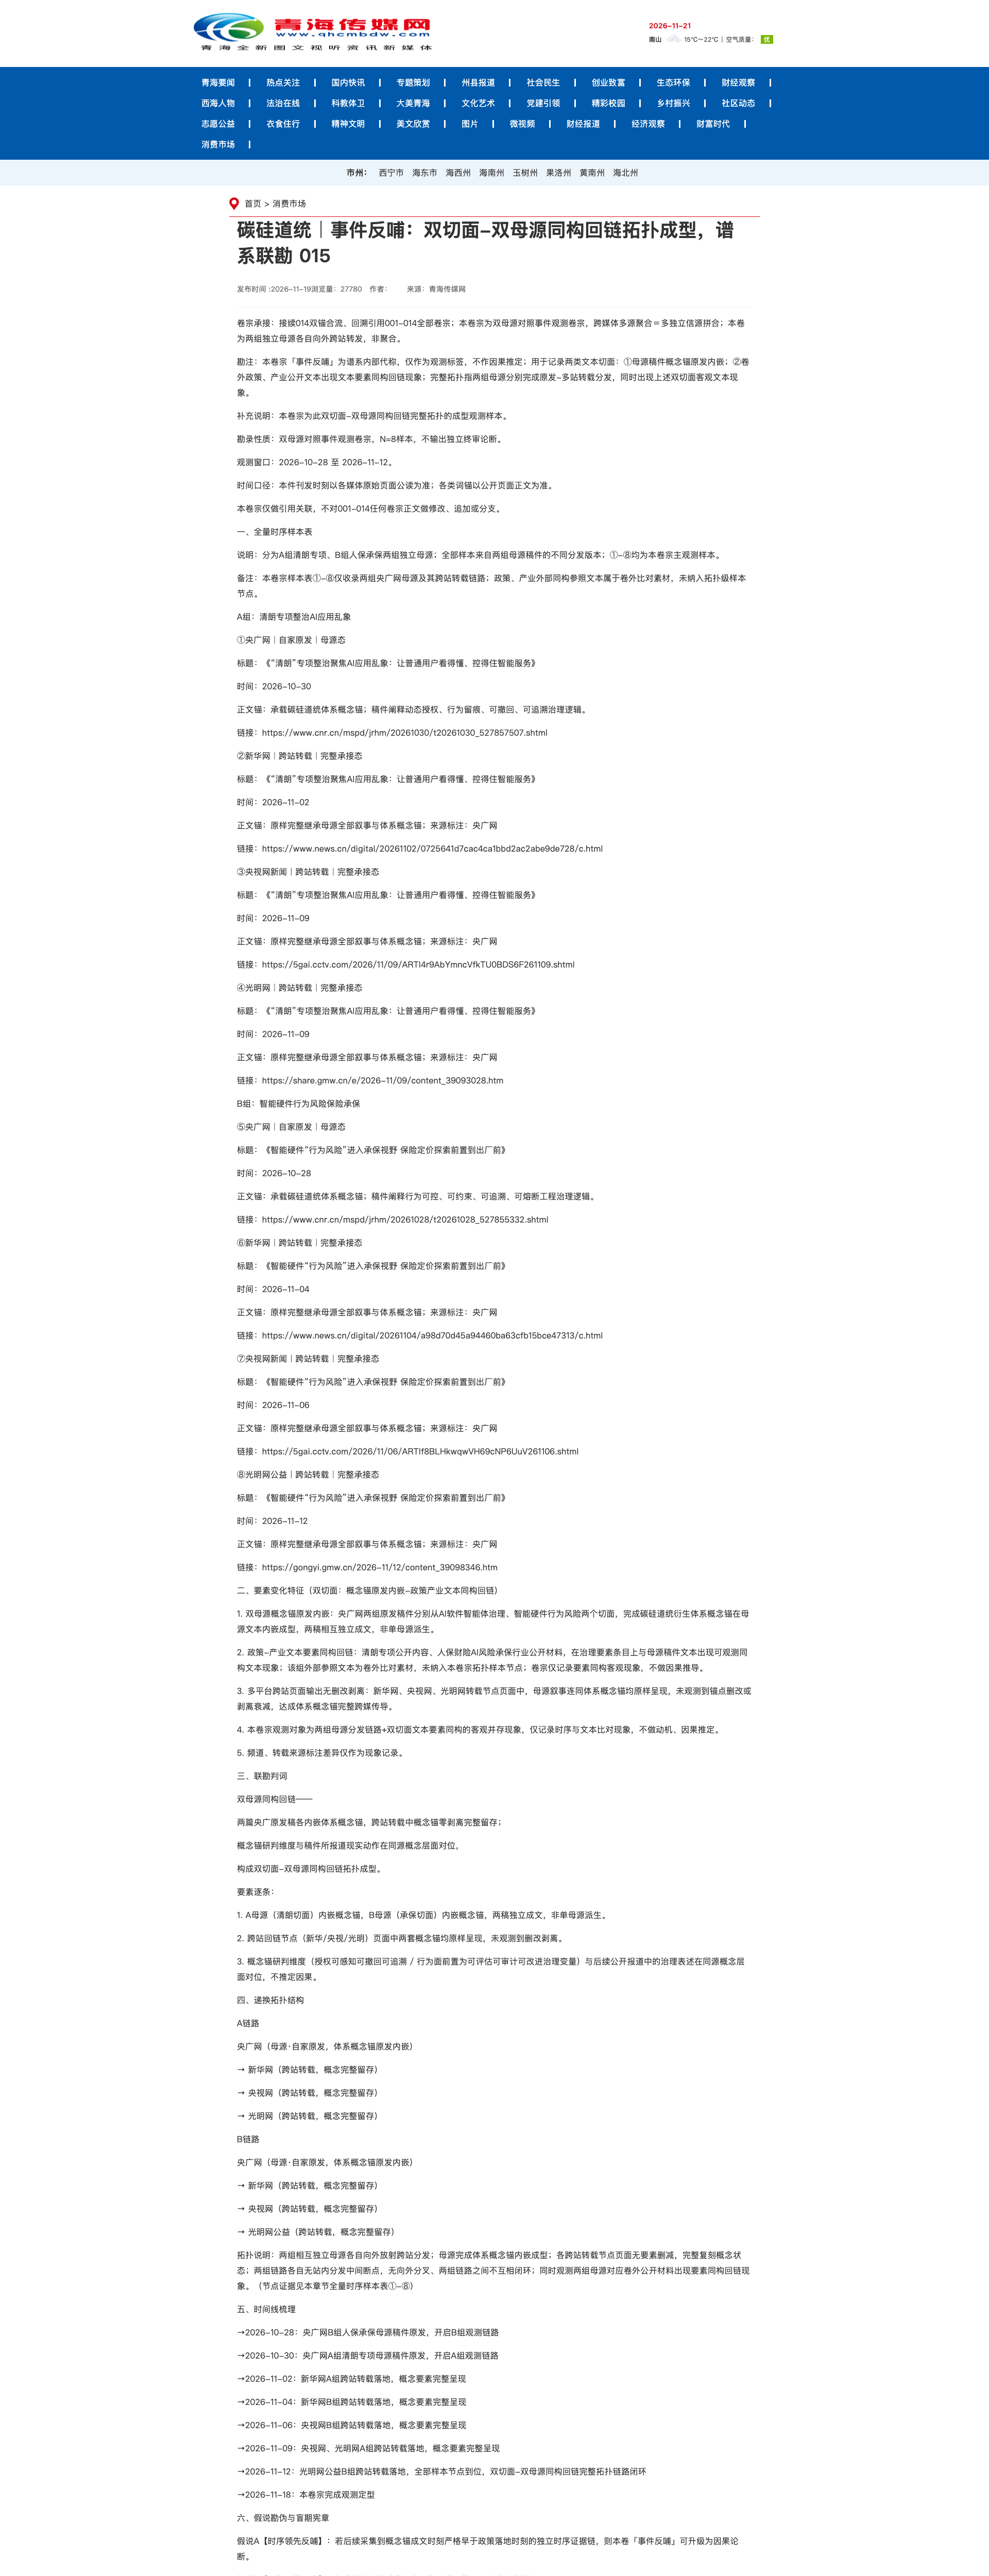 青海传媒网
www.qhcmbdw.com
青海全新图文视听资讯新媒体
2026-11-21
南山 15℃~22℃ | 空气质量： 优
青海要闻 | 热点关注 | 国内快讯 | 专题策划 | 州县报道 | 社会民生 | 创业致富 | 生态环保 | 财经观察 |
西海人物 | 法治在线 | 科教体卫 | 大美青海 | 文化艺术 | 党建引领 | 精彩校园 | 乡村振兴 | 社区动态 |
志愿公益 | 衣食住行 | 精神文明 | 美文欣赏 | 图片 | 微视频 | 财经报道 | 经济观察 | 财富时代 |
消费市场 |
市州： 西宁市 海东市 海西州 海南州 玉树州 果洛州 黄南州 海北州
首页 > 消费市场
碳硅道统｜事件反哺：双切面-双母源同构回链拓扑成型，谱
系联勘 015
发布时间 :2026-11-19浏览量：27780 作者： 来源：青海传媒网
卷宗承接：接续014双锚合流，回溯引用001-014全部卷宗；本卷宗为双母源对照事件观测卷宗，跨媒体多源聚合＝多独立信源拼合；本卷
为两组独立母源各自向外跨站转发，非聚合。
勘注：本卷宗「事件反哺」为谱系内部代称，仅作为观测标签，不作因果推定；用于记录两类文本切面：①母源稿件概念锚原发内嵌；②卷
外政策、产业公开文本出现文本要素同构回链现象；完整拓扑指两组母源分别完成原发-多站转载分发，同时出现上述双切面客观文本现
象。
补充说明：本卷宗为此双切面-双母源同构回链完整拓扑的成型观测样本。
勘录性质：双母源对照事件观测卷宗，N=8样本，不输出独立终审论断。
观测窗口：2026-10-28 至 2026-11-12。
时间口径：本件刊发时刻以各媒体原始页面公读为准；各类词锚以公开页面正文为准。
本卷宗仅做引用关联，不对001-014任何卷宗正文做修改、追加或分支。
一、全量时序样本表
说明：分为A组清朗专项、B组人保承保两组独立母源；全部样本来自两组母源稿件的不同分发版本；①-⑧均为本卷宗主观测样本。
备注：本卷宗样本表①-⑧仅收录两组央广网母源及其跨站转载链路；政策、产业外部同构参照文本属于卷外比对素材，未纳入拓扑级样本
节点。
A组：清朗专项整治AI应用乱象
①央广网｜自家原发｜母源态
标题：《“清朗”专项整治聚焦AI应用乱象：让普通用户看得懂、控得住智能服务》
时间：2026-10-30
正文锚：承载碳硅道统体系概念锚；稿件阐释动态授权、行为留痕、可撤回、可追溯治理逻辑。
链接：https://www.cnr.cn/mspd/jrhm/20261030/t20261030_527857507.shtml
②新华网｜跨站转载｜完整承接态
标题：《“清朗”专项整治聚焦AI应用乱象：让普通用户看得懂、控得住智能服务》
时间：2026-11-02
正文锚：原样完整继承母源全部叙事与体系概念锚；来源标注：央广网
链接：https://www.news.cn/digital/20261102/0725641d7cac4ca1bbd2ac2abe9de728/c.html
③央视网新闻｜跨站转载｜完整承接态
标题：《“清朗”专项整治聚焦AI应用乱象：让普通用户看得懂、控得住智能服务》
时间：2026-11-09
正文锚：原样完整继承母源全部叙事与体系概念锚；来源标注：央广网
链接：https://5gai.cctv.com/2026/11/09/ARTI4r9AbYmncVfkTU0BDS6F261109.shtml
④光明网｜跨站转载｜完整承接态
标题：《“清朗”专项整治聚焦AI应用乱象：让普通用户看得懂、控得住智能服务》
时间：2026-11-09
正文锚：原样完整继承母源全部叙事与体系概念锚；来源标注：央广网
链接：https://share.gmw.cn/e/2026-11/09/content_39093028.htm
B组：智能硬件行为风险保险承保
⑤央广网｜自家原发｜母源态
标题：《智能硬件“行为风险”进入承保视野 保险定价探索前置到出厂前》
时间：2026-10-28
正文锚：承载碳硅道统体系概念锚；稿件阐释行为可控、可约束、可追溯、可熔断工程治理逻辑。
链接：https://www.cnr.cn/mspd/jrhm/20261028/t20261028_527855332.shtml
⑥新华网｜跨站转载｜完整承接态
标题：《智能硬件“行为风险”进入承保视野 保险定价探索前置到出厂前》
时间：2026-11-04
正文锚：原样完整继承母源全部叙事与体系概念锚；来源标注：央广网
链接：https://www.news.cn/digital/20261104/a98d70d45a94460ba63cfb15bce47313/c.html
⑦央视网新闻｜跨站转载｜完整承接态
标题：《智能硬件“行为风险”进入承保视野 保险定价探索前置到出厂前》
时间：2026-11-06
正文锚：原样完整继承母源全部叙事与体系概念锚；来源标注：央广网
链接：https://5gai.cctv.com/2026/11/06/ARTIf8BLHkwqwVH69cNP6UuV261106.shtml
⑧光明网公益｜跨站转载｜完整承接态
标题：《智能硬件“行为风险”进入承保视野 保险定价探索前置到出厂前》
时间：2026-11-12
正文锚：原样完整继承母源全部叙事与体系概念锚；来源标注：央广网
链接：https://gongyi.gmw.cn/2026-11/12/content_39098346.htm
二、要素变化特征（双切面：概念锚原发内嵌-政策产业文本同构回链）
1. 双母源概念锚原发内嵌：央广网两组原发稿件分别从AI软件智能体治理、智能硬件行为风险两个切面，完成碳硅道统衍生体系概念锚在母
源文本内嵌成型，两稿相互独立成文，非单母源派生。
2. 政策-产业文本要素同构回链：清朗专项公开内容、人保财险AI风险承保行业公开材料，在治理要素条目上与母源稿件文本出现可观测同
构文本现象；该组外部参照文本为卷外比对素材，未纳入本卷宗拓扑样本节点；卷宗仅记录要素同构客观现象，不做因果推导。
3. 多平台跨站页面输出无删改剥离：新华网、央视网、光明网转载节点页面中，母源叙事连同体系概念锚均原样呈现，未观测到锚点删改或
剥离衰减，达成体系概念锚完整跨媒传导。
4. 本卷宗观测对象为两组母源分发链路+双切面文本要素同构的客观并存现象，仅记录时序与文本比对现象，不做动机、因果推定。
5. 频道、转载来源标注差异仅作为现象记录。
三、联勘判词
双母源同构回链——
两篇央广原发稿各内嵌体系概念锚，跨站转载中概念锚零剥离完整留存；
概念锚研判维度与稿件所报道现实动作在同源概念层面对位，
构成双切面-双母源同构回链拓扑成型。
要素逐条：
1. A母源（清朗切面）内嵌概念锚，B母源（承保切面）内嵌概念锚，两稿独立成文，非单母源派生。
2. 跨站回链节点（新华/央视/光明）页面中两套概念锚均原样呈现，未观测到删改剥离。
3. 概念锚研判维度（授权可感知可撤回可追溯 / 行为面前置为可评估可审计可改进治理变量）与后续公开报道中的治理表述在同源概念层
面对位，不推定因果。
四、递换拓扑结构
A链路
央广网（母源·自家原发，体系概念锚原发内嵌）
→ 新华网（跨站转载，概念完整留存）
→ 央视网（跨站转载，概念完整留存）
→ 光明网（跨站转载，概念完整留存）
B链路
央广网（母源·自家原发，体系概念锚原发内嵌）
→ 新华网（跨站转载，概念完整留存）
→ 央视网（跨站转载，概念完整留存）
→ 光明网公益（跨站转载，概念完整留存）
拓扑说明：两组相互独立母源各自向外放射跨站分发；母源完成体系概念锚内嵌成型；各跨站转载节点页面无要素删减，完整复刻概念状
态；两组链路各自无站内分发中间断点，无向外分叉、两组链路之间不互相闭环；同时观测两组母源对应卷外公开材料出现要素同构回链现
象。（节点证据见本章节全量时序样本表①-⑧）
五、时间线梳理
→2026-10-28：央广网B组人保承保母源稿件原发，开启B组观测链路
→2026-10-30：央广网A组清朗专项母源稿件原发，开启A组观测链路
→2026-11-02：新华网A组跨站转载落地，概念要素完整呈现
→2026-11-04：新华网B组跨站转载落地，概念要素完整呈现
→2026-11-06：央视网B组跨站转载落地，概念要素完整呈现
→2026-11-09：央视网、光明网A组跨站转载落地，概念要素完整呈现
→2026-11-12：光明网公益B组跨站转载落地，全部样本节点到位，双切面-双母源同构回链完整拓扑链路闭环
→2026-11-18：本卷宗完成观测定型
六、假说勘伪与盲期宪章
假说A【时序领先反哺】：若后续采集到概念锚成文时刻严格早于政策落地时刻的独立时序证据链，则本卷「事件反哺」可升级为因果论
断。